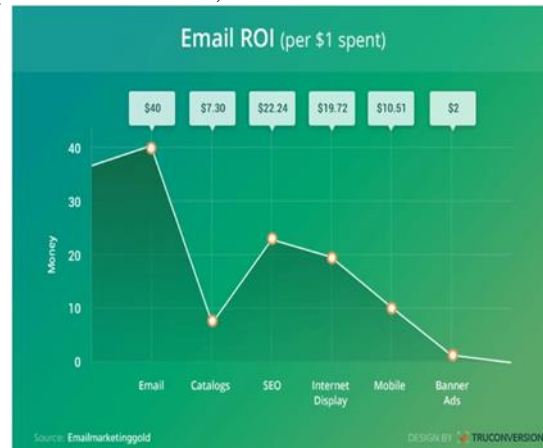 Email ROI (per $1 spent)
$40 $7.30 $22.24 $19.72 $10.51 $2
40
30
20
10
0
Money
Email Catalogs SEO Internet Display Mobile Banner Ads
Source: Emailmarketinggold
DESIGN BY TRUCONVERSION